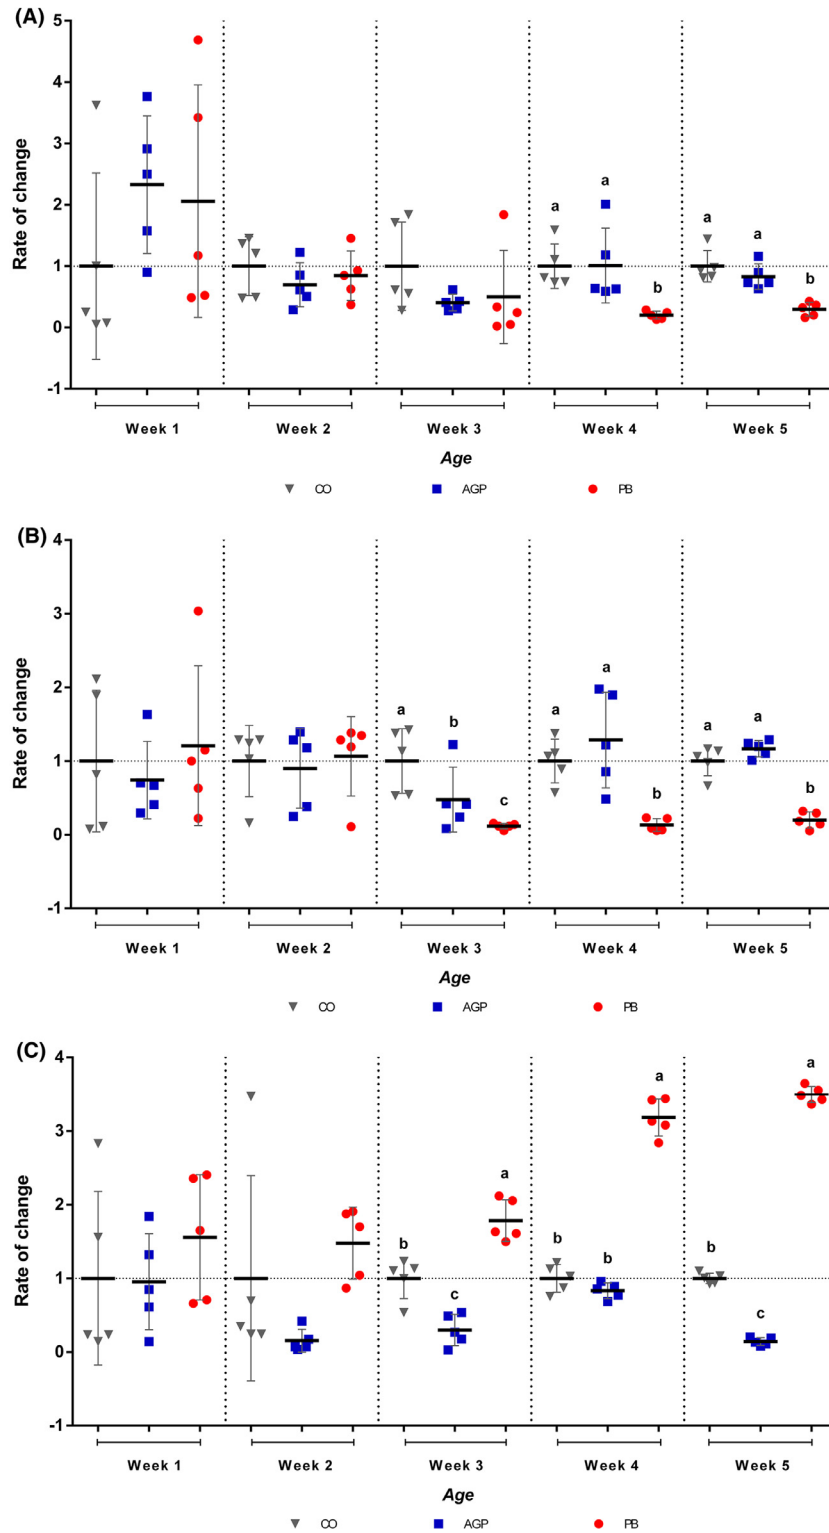 (A)
5
4
3
2
1
0
-1
Rate of change
a a b
a a b
Week 1 Week 2 Week 3 Week 4 Week 5
Age
CO AGP PB
(B)
4
3
2
1
0
-1
Rate of change
a b c
a a b
a a b
Week 1 Week 2 Week 3 Week 4 Week 5
Age
CO AGP PB
(C)
4
3
2
1
0
-1
Rate of change
b c a
b b a
b c a
Week 1 Week 2 Week 3 Week 4 Week 5
Age
CO AGP PB